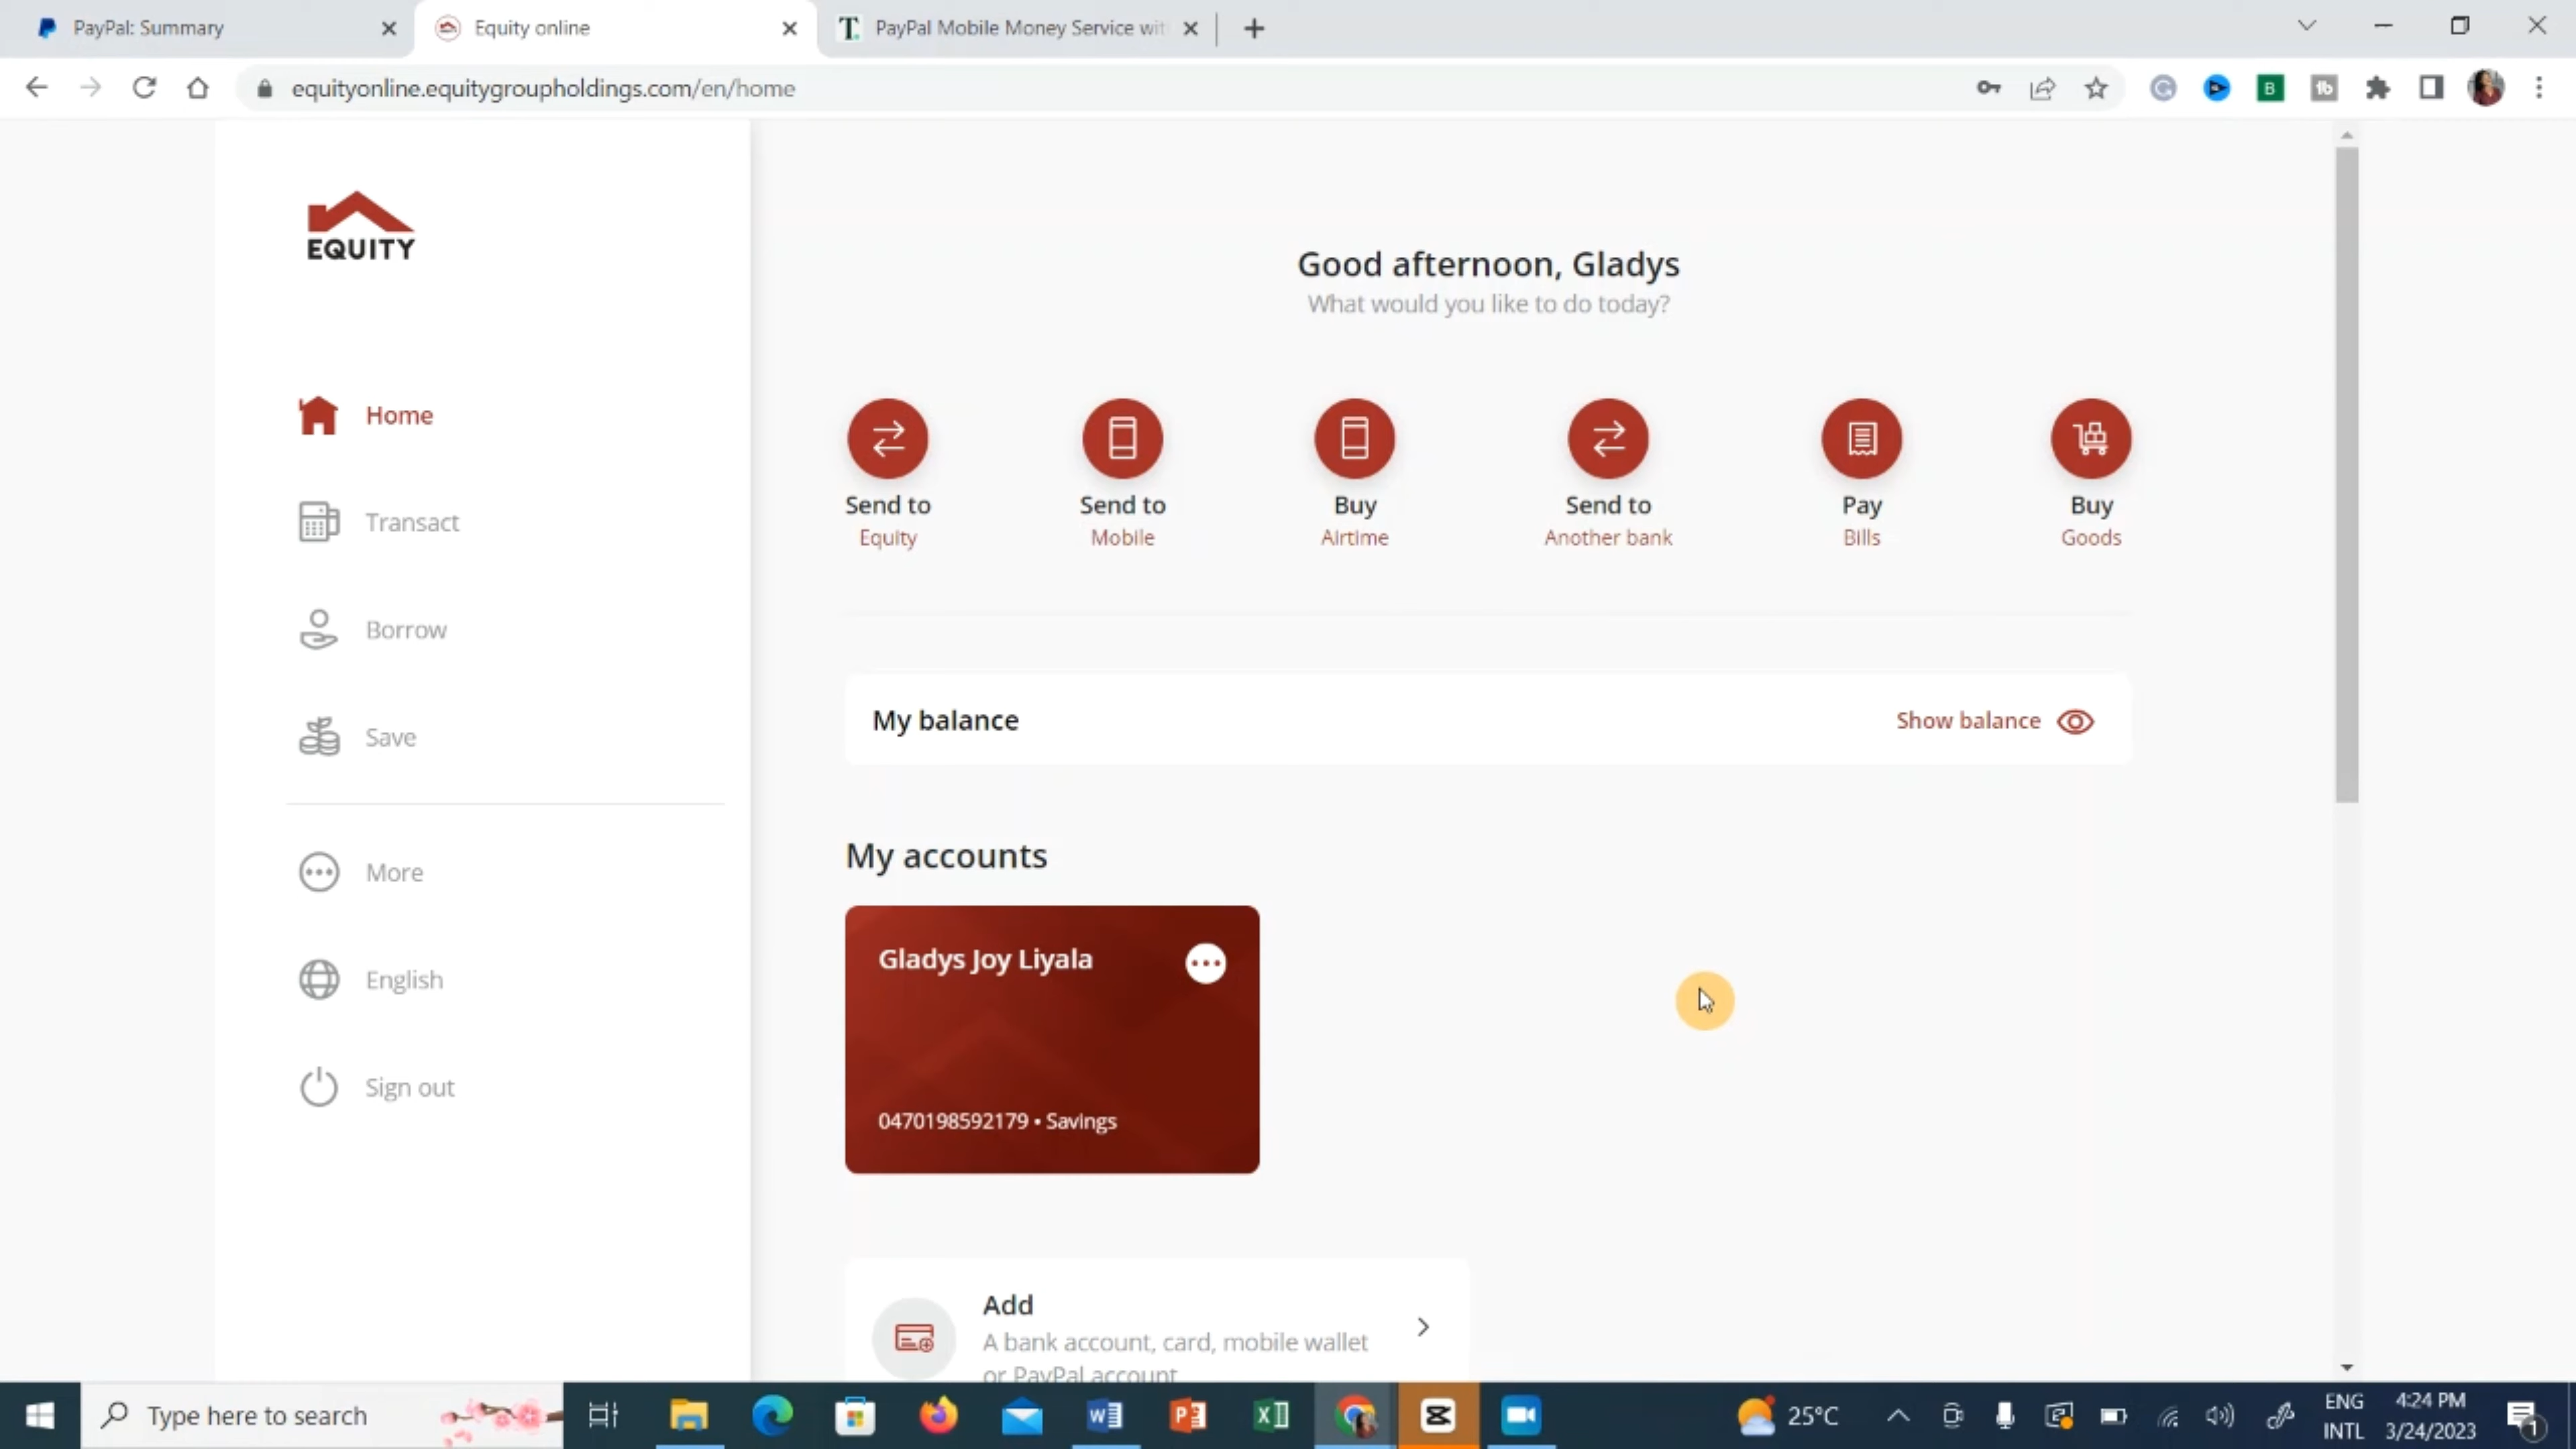 PayPal: Summary
Equity online
PayPal Mobile Money Service wit
equityonline.equitygroupholdings.com/en/home
EQUITY
Home
Transact
Borrow
Save
More
English
Sign out
Good afternoon, Gladys
What would you like to do today?
Send to
Equity
Send to
Mobile
Buy
Airtime
Send to
Another bank
Pay
Bills
Buy
Goods
My balance
Show balance
My accounts
Gladys Joy Liyala
0470198592179 • Savings
Add
A bank account, card, mobile wallet
or PayPal account
Type here to search
25°C
ENG
INTL
4:24 PM
3/24/2023
1